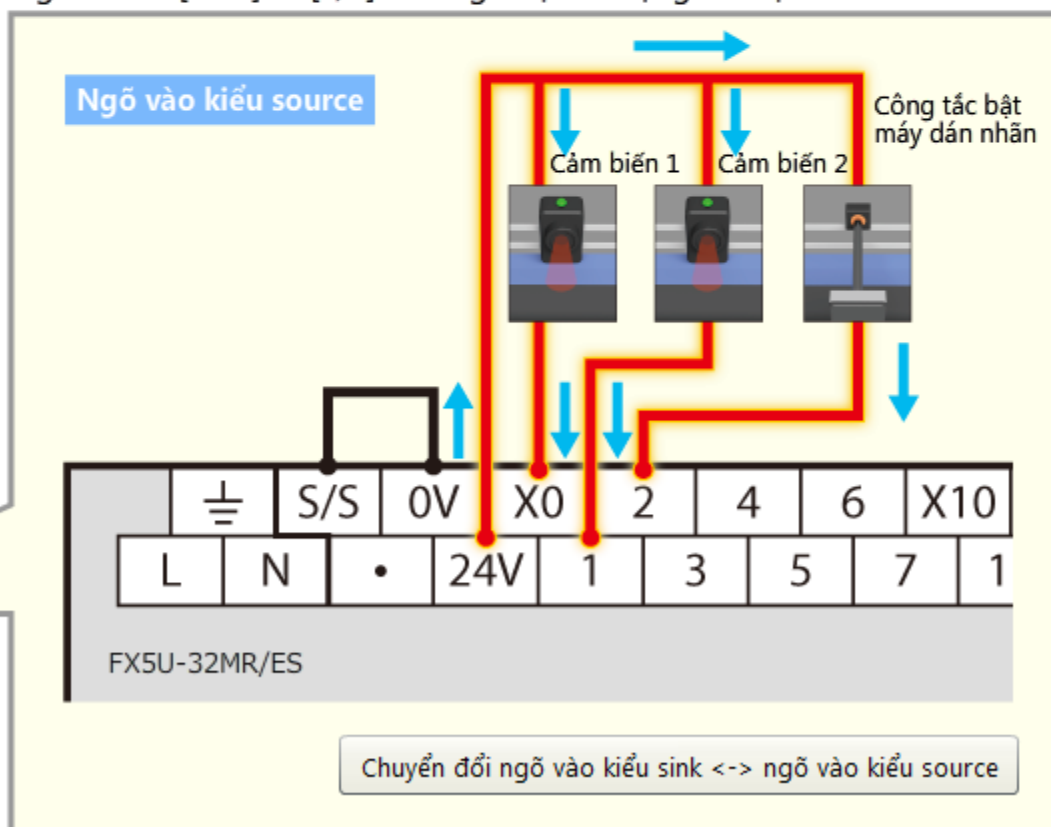 Ngõ vào kiểu source
Công tắc bật
máy dán nhãn
Cảm biến 1
Cảm biến 2
S/S 0V X0 2 4 6 X10
L N • 24V 1 3 5 7 1
FX5U-32MR/ES
Chuyển đổi ngõ vào kiểu sink <-> ngõ vào kiểu source